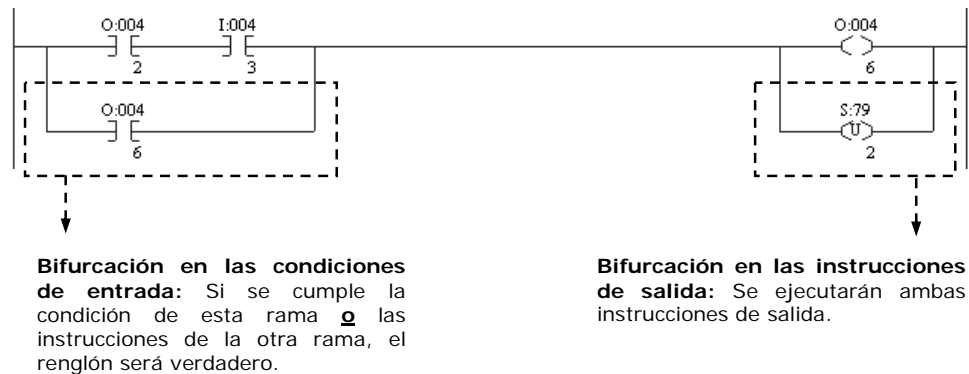 O:004 I:004 O:004
2 3 6
O:004 S:79
U
6 2
Bifurcación en las condiciones
de entrada: Si se cumple la
condición de esta rama o las
instrucciones de la otra rama, el
renglón será verdadero.
Bifurcación en las instrucciones
de salida: Se ejecutarán ambas
instrucciones de salida.